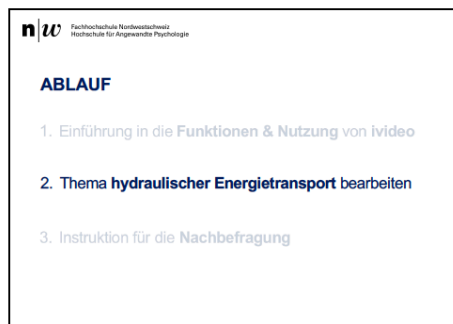 n|w Fachhochschule Nordwestschweiz
Hochschule für Angewandte Psychologie
ABLAUF
1. Einführung in die Funktionen & Nutzung von ivideo
2. Thema hydraulischer Energietransport bearbeiten
3. Instruktion für die Nachbefragung